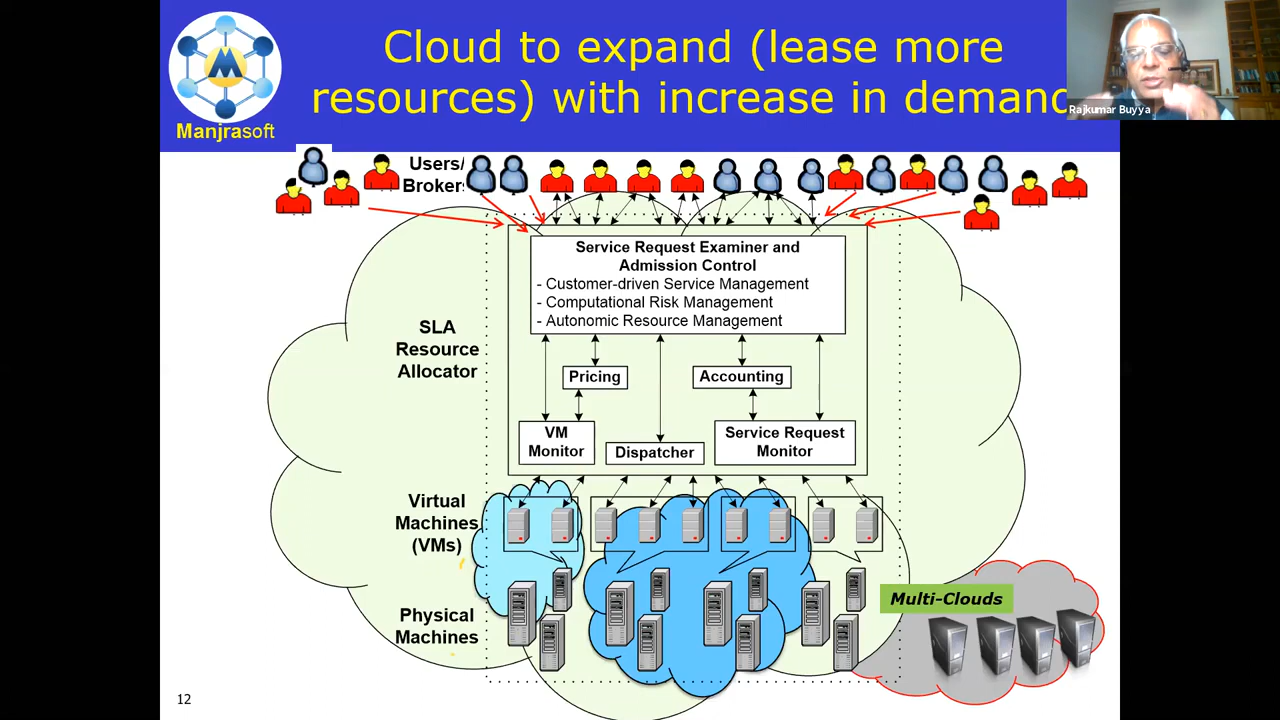 Cloud to expand (lease more
resources) with increase in demand
Manjrasoft
Rajkumar Buyya
Users/
Brokers
Service Request Examiner and
Admission Control
- Customer-driven Service Management
- Computational Risk Management
- Autonomic Resource Management
SLA
Resource
Allocator
Pricing
Accounting
VM
Monitor
Dispatcher
Service Request
Monitor
Virtual
Machines
(VMs)
Multi-Clouds
Physical
Machines
12